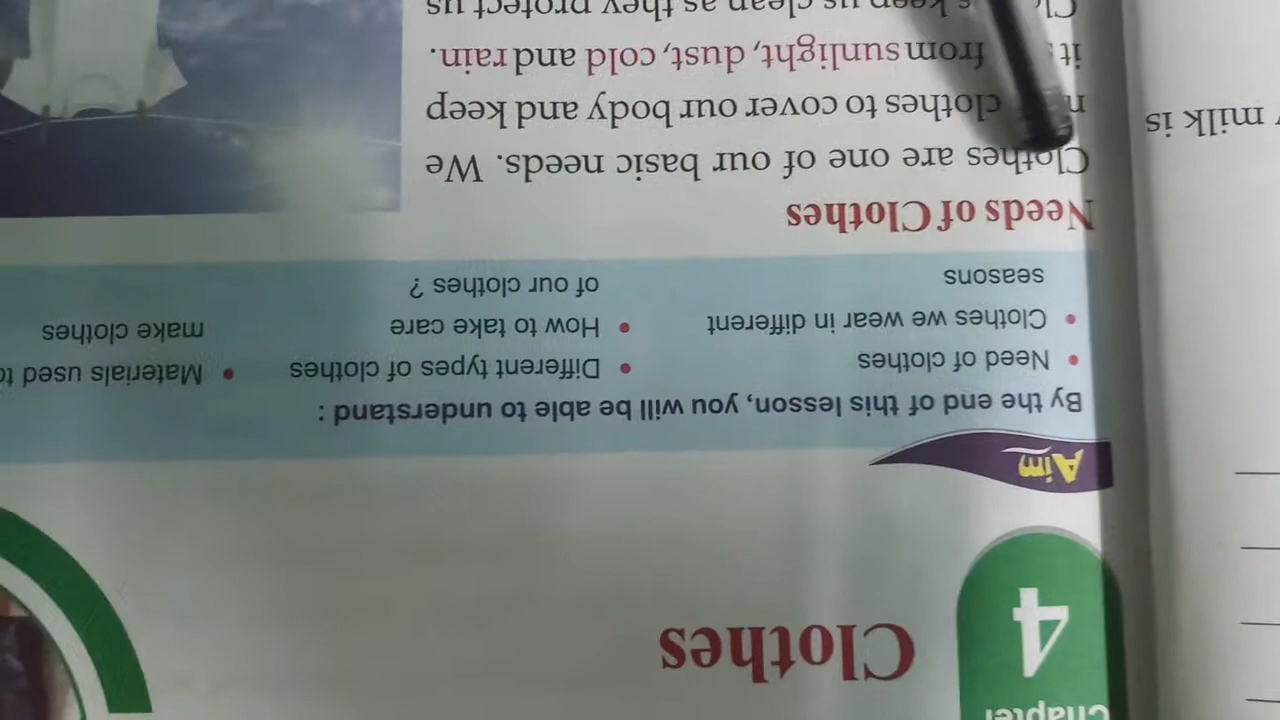 Chapter
4
Clothes
Aim
By the end of this lesson, you will be able to understand :
• Need of clothes
• Different types of clothes
• Materials used
make clothes
• Clothes we wear in different
seasons
• How to take care
of our clothes ?
Needs of Clothes
Clothes are one of our basic needs. We
clothes to cover our body and keep
it from sunlight, dust, cold and rain.
keep us clean as they protect us
milk is